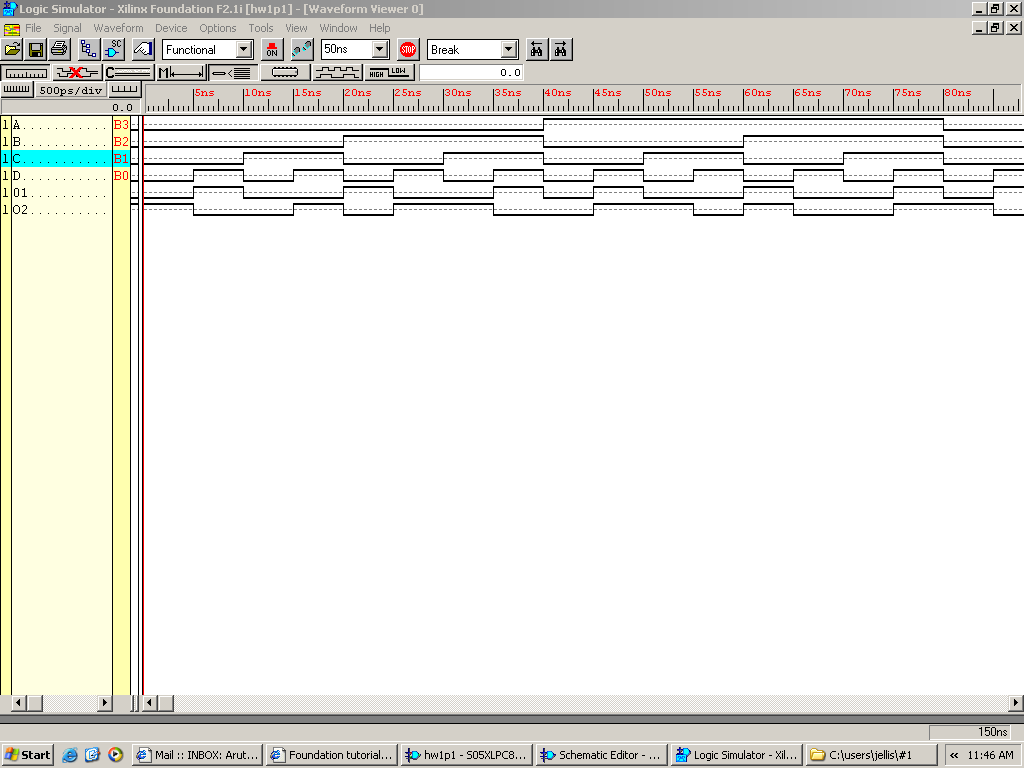 Logic Simulator - Xilinx Foundation F2.1i [hw1p1] - [Waveform Viewer 0]
File Signal Waveform Device Options Tools View Window Help
SC Functional ON 50ns STOP Break
C M HIGH LOW 0.0
500ps/div 5ns 10ns 15ns 20ns 25ns 30ns 35ns 40ns 45ns 50ns 55ns 60ns 65ns 70ns 75ns 80ns
0.0
1 A.......... B3
1 B.......... B2
1 C.......... B1
1 D.......... B0
1 01.........
1 O2.........
150ns
Start Mail :: INBOX: Arut... Foundation tutorial... hw1p1 - S05XLPC8... Schematic Editor - ... Logic Simulator - Xil... C:\users\jellis\#1 « 11:46 AM